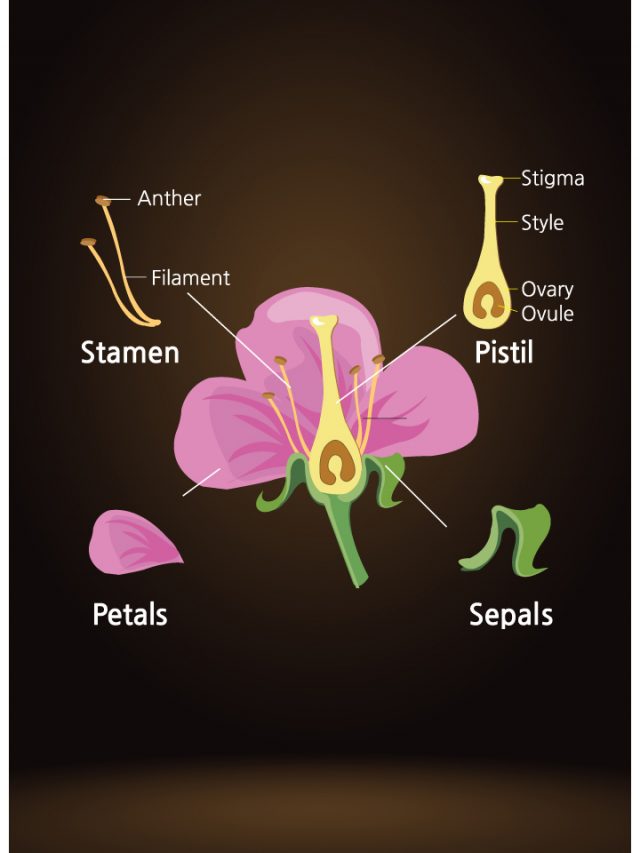 Anther
Filament
Stamen
Stigma
Style
Ovary
Ovule
Pistil
Petals
Sepals